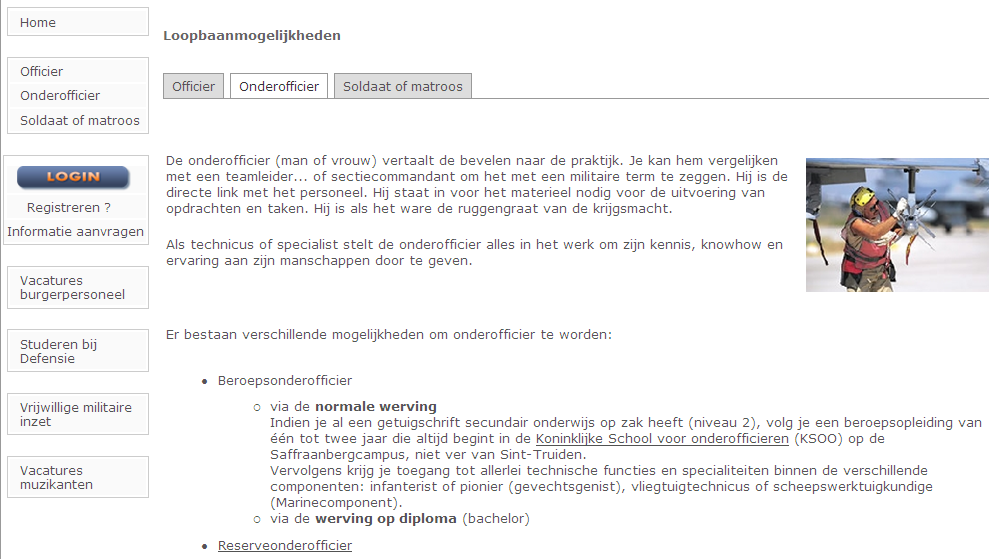 Home
Officier
Onderofficier
Soldaat of matroos
LOGIN
Registreren ?
Informatie aanvragen
Vacatures
burgerpersoneel
Studeren bij
Defensie
Vrijwillige militaire
inzet
Vacatures
muzikanten
Loopbaanmogelijkheden
Officier Onderofficier Soldaat of matroos
De onderofficier (man of vrouw) vertaalt de bevelen naar de praktijk. Je kan hem vergelijken
met een teamleider... of sectiecommandant om het met een militaire term te zeggen. Hij is de
directe link met het personeel. Hij staat in voor het materieel nodig voor de uitvoering van
opdrachten en taken. Hij is als het ware de ruggengraat van de krijgsmacht.
Als technicus of specialist stelt de onderofficier alles in het werk om zijn kennis, knowhow en
ervaring aan zijn manschappen door te geven.
Er bestaan verschillende mogelijkheden om onderofficier te worden:
• Beroepsonderofficier
○ via de normale werving
Indien je al een getuigschrift secundair onderwijs op zak heeft (niveau 2), volg je een beroepsopleiding van
één tot twee jaar die altijd begint in de Koninklijke School voor onderofficieren (KSOO) op de
Saffraanbergcampus, niet ver van Sint-Truiden.
Vervolgens krijg je toegang tot allerlei technische functies en specialiteiten binnen de verschillende
componenten: infanterist of pionier (gevechtsgenist), vliegtuigtechnicus of scheepswerktuigkundige
(Marinecomponent).
○ via de werving op diploma (bachelor)
• Reserveonderofficier